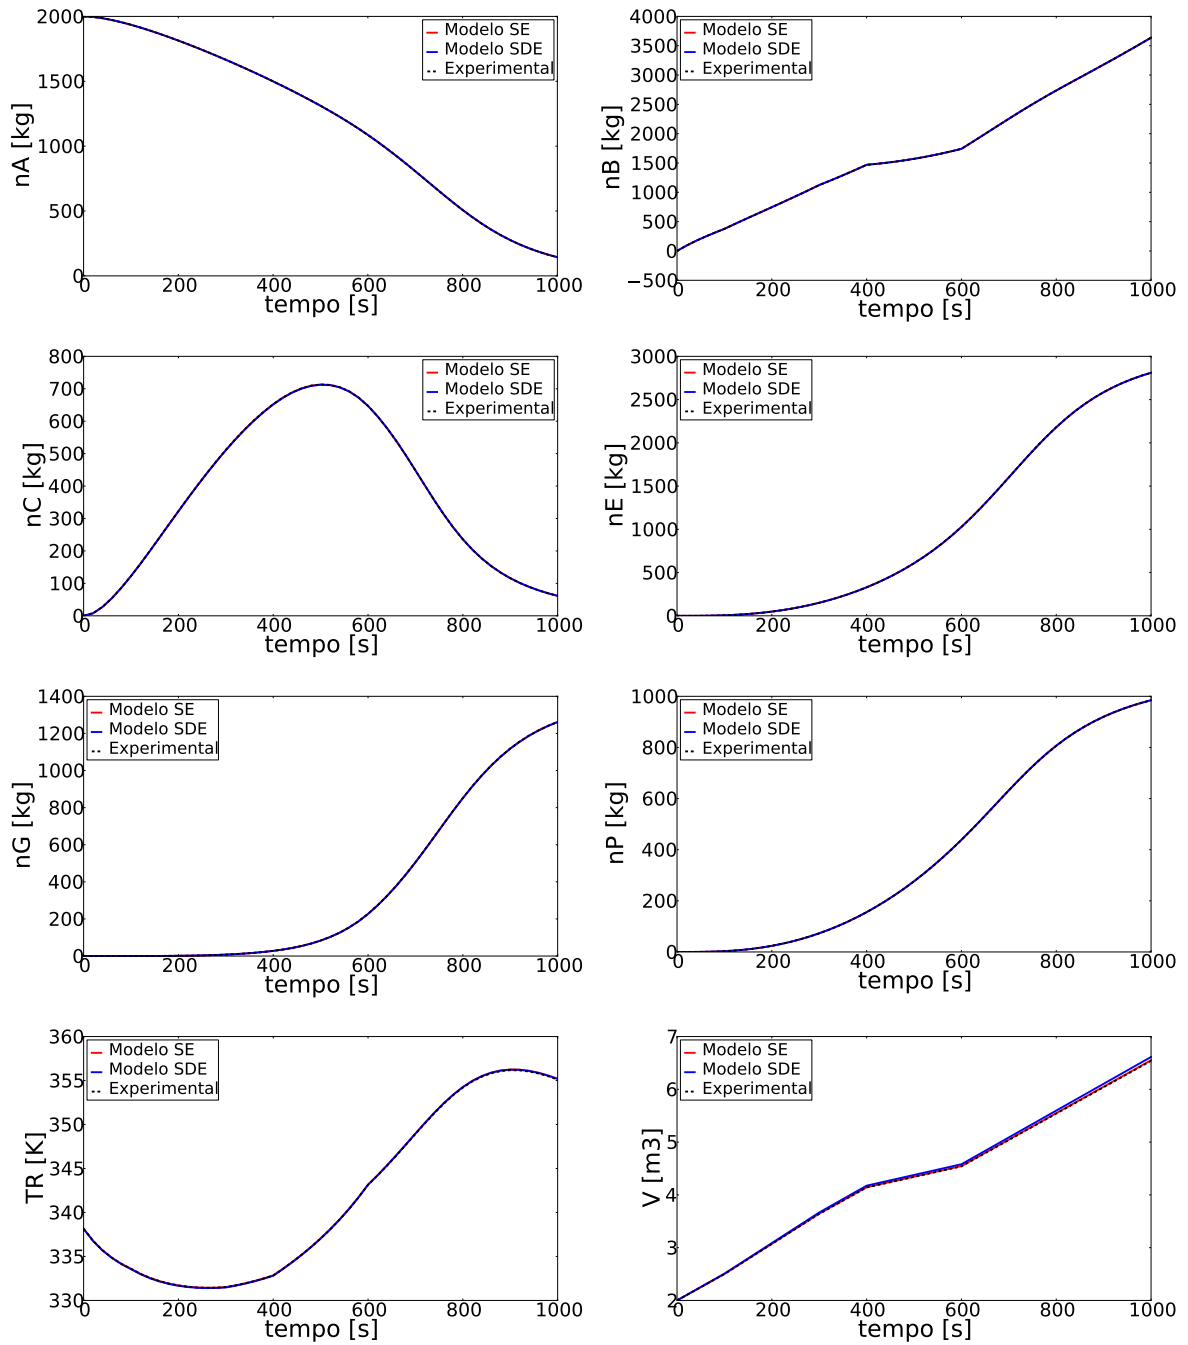 nA [kg]
2000
1500
1000
500
0
Modelo SE
Modelo SDE
Experimental
0 200 400 600 800 1000
tempo [s]
nB [kg]
4000
3500
3000
2500
2000
1500
1000
500
0
−500
Modelo SE
Modelo SDE
Experimental
0 200 400 600 800 1000
tempo [s]
nC [kg]
800
700
600
500
400
300
200
100
0
Modelo SE
Modelo SDE
Experimental
0 200 400 600 800 1000
tempo [s]
nE [kg]
3000
2500
2000
1500
1000
500
0
Modelo SE
Modelo SDE
Experimental
0 200 400 600 800 1000
tempo [s]
nG [kg]
1400
1200
1000
800
600
400
200
0
Modelo SE
Modelo SDE
Experimental
0 200 400 600 800 1000
tempo [s]
nP [kg]
1000
800
600
400
200
0
Modelo SE
Modelo SDE
Experimental
0 200 400 600 800 1000
tempo [s]
TR [K]
360
355
350
345
340
335
330
Modelo SE
Modelo SDE
Experimental
0 200 400 600 800 1000
tempo [s]
V [m3]
7
6
5
4
3
2
Modelo SE
Modelo SDE
Experimental
0 200 400 600 800 1000
tempo [s]